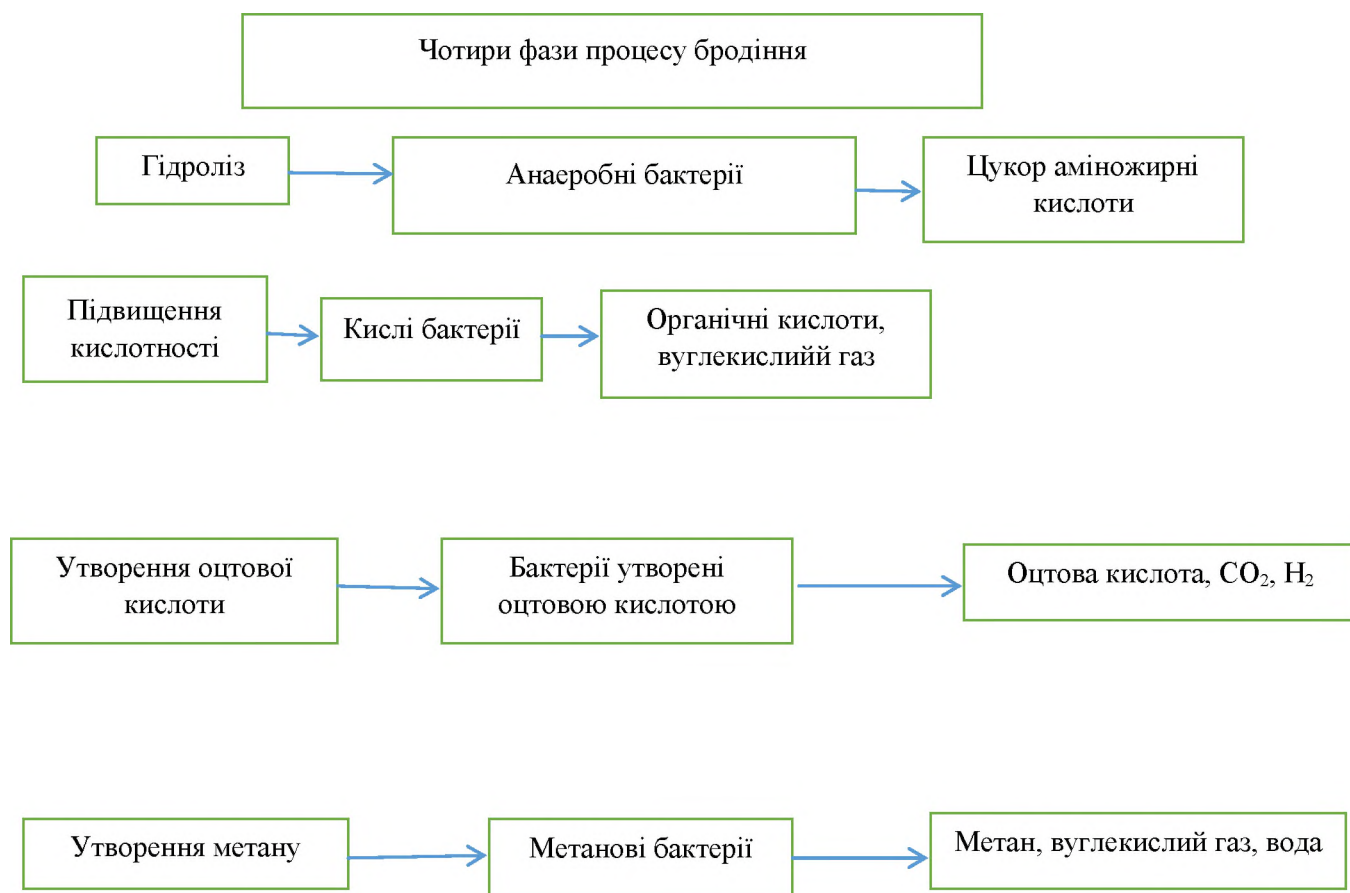 Чотири фази процесу бродіння
Гідроліз
Анаеробні бактерії
Цукор аміножирні
кислоти
Підвищення
кислотності
Кислі бактерії
Органічні кислоти,
вуглекислийй газ
Утворення оцтової
кислоти
Бактерії утворені
оцтовою кислотою
Оцтова кислота, CO₂, H₂
Утворення метану
Метанові бактерії
Метан, вуглекислий газ, вода